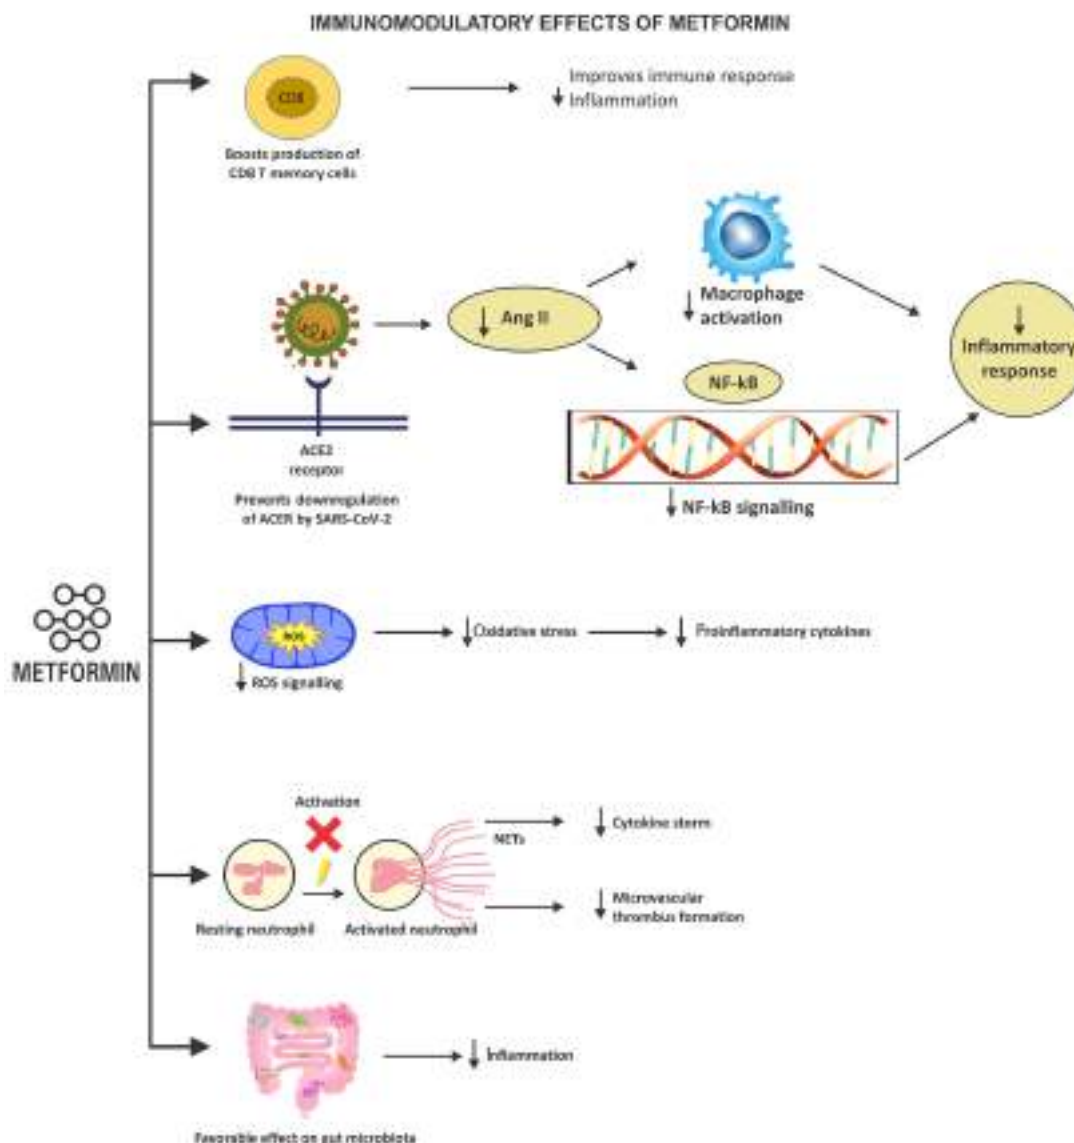 IMMUNOMODULATORY EFFECTS OF METFORMIN
CD8
Improves immune response
Inflammation
Boosts production of
CD8 T memory cells
Macrophage
activation
Ang II
Inflammatory
response
NF-kB
ACE2
receptor
Prevents downregulation
of ACER by SARS-CoV-2
NF-kB signalling
METFORMIN
ROS
ROS signalling
Oxidative stress
Proinflammatory cytokines
Activation
NETs
Cytokine storm
Microvascular
thrombus formation
Resting neutrophil
Activated neutrophil
Inflammation
Favorable effect on gut microbiota